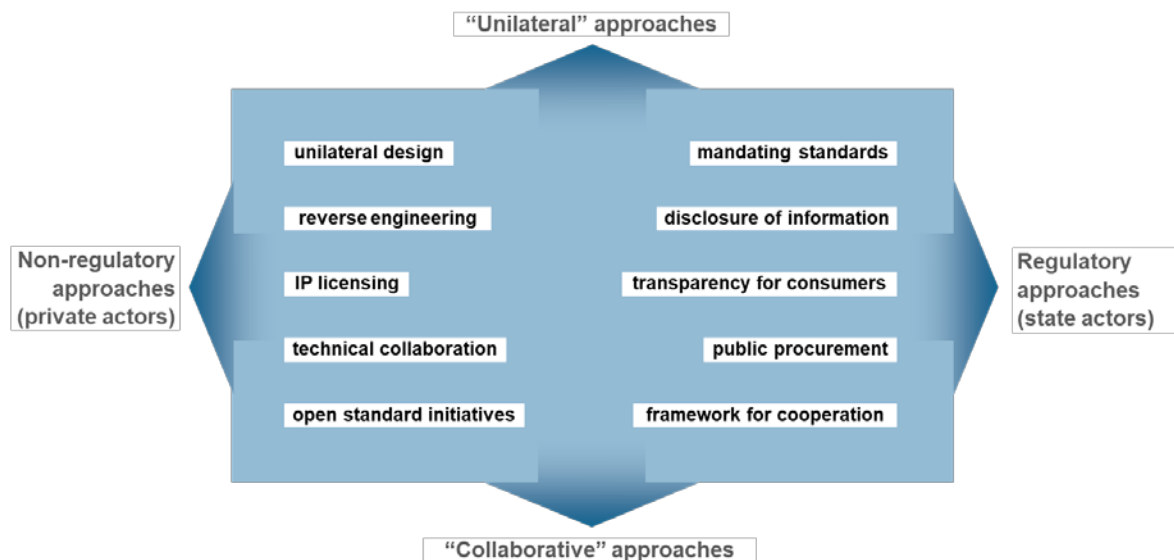 “Unilateral” approaches
unilateral design
mandating standards
reverse engineering
disclosure of information
Non-regulatory
approaches
(private actors)
IP licensing
transparency for consumers
Regulatory
approaches
(state actors)
technical collaboration
public procurement
open standard initiatives
framework for cooperation
“Collaborative” approaches